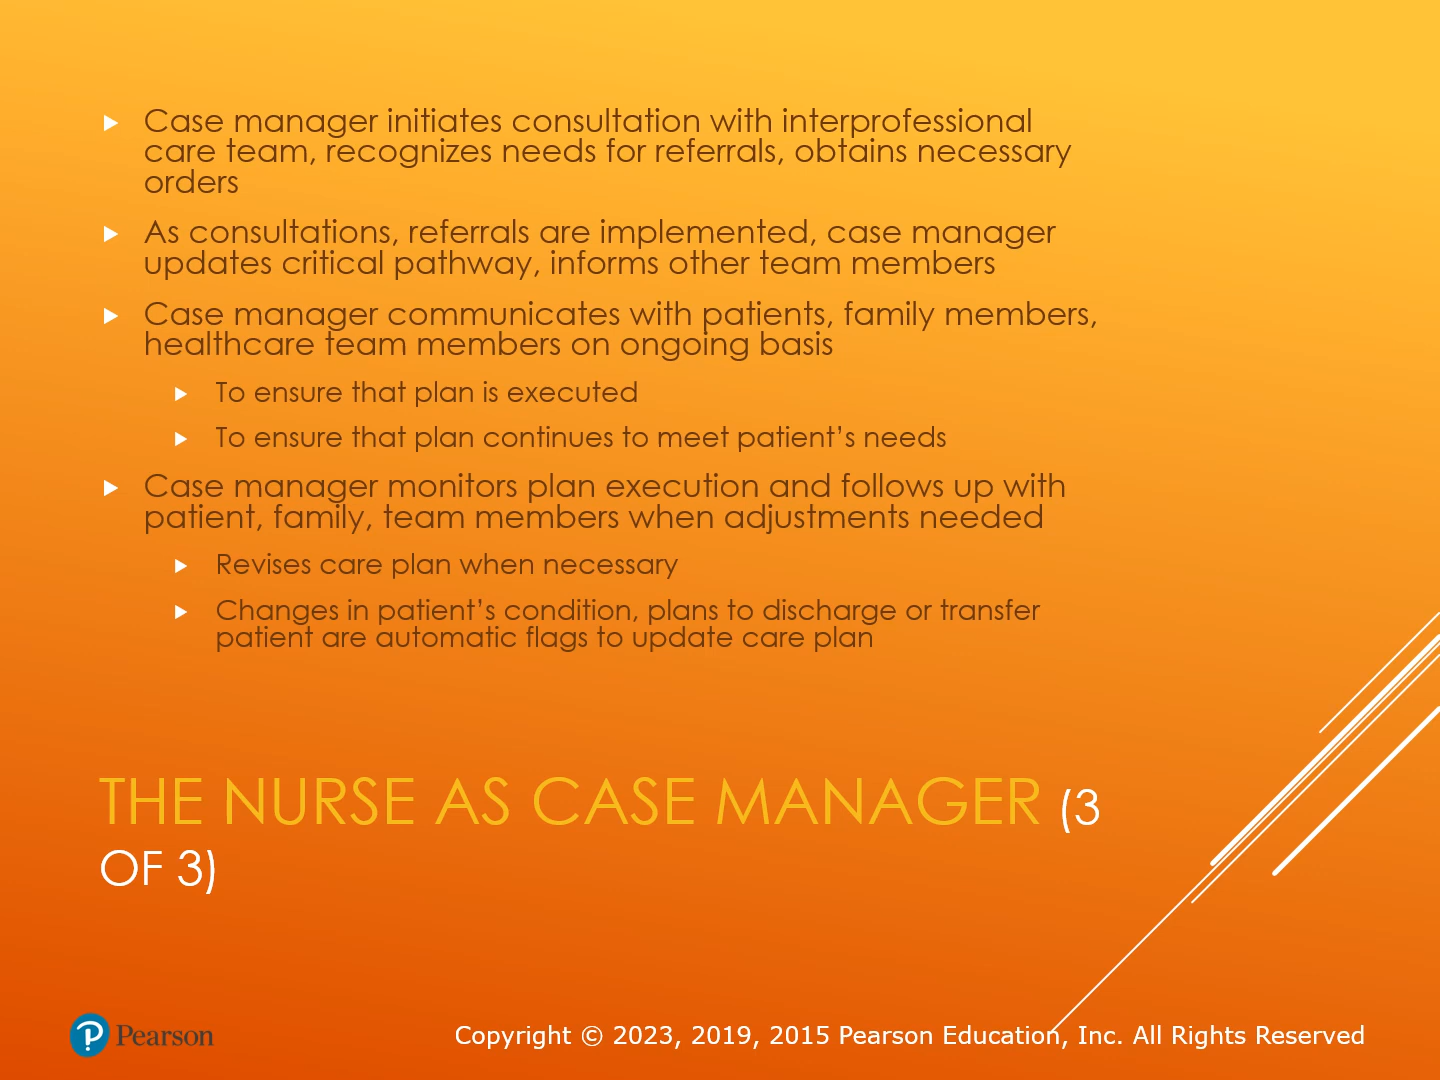 Case manager initiates consultation with interprofessional
care team, recognizes needs for referrals, obtains necessary
orders
As consultations, referrals are implemented, case manager
updates critical pathway, informs other team members
Case manager communicates with patients, family members,
healthcare team members on ongoing basis
To ensure that plan is executed
To ensure that plan continues to meet patient’s needs
Case manager monitors plan execution and follows up with
patient, family, team members when adjustments needed
Revises care plan when necessary
Changes in patient’s condition, plans to discharge or transfer
patient are automatic flags to update care plan
THE NURSE AS CASE MANAGER (3
OF 3)
Pearson
Copyright © 2023, 2019, 2015 Pearson Education, Inc. All Rights Reserved